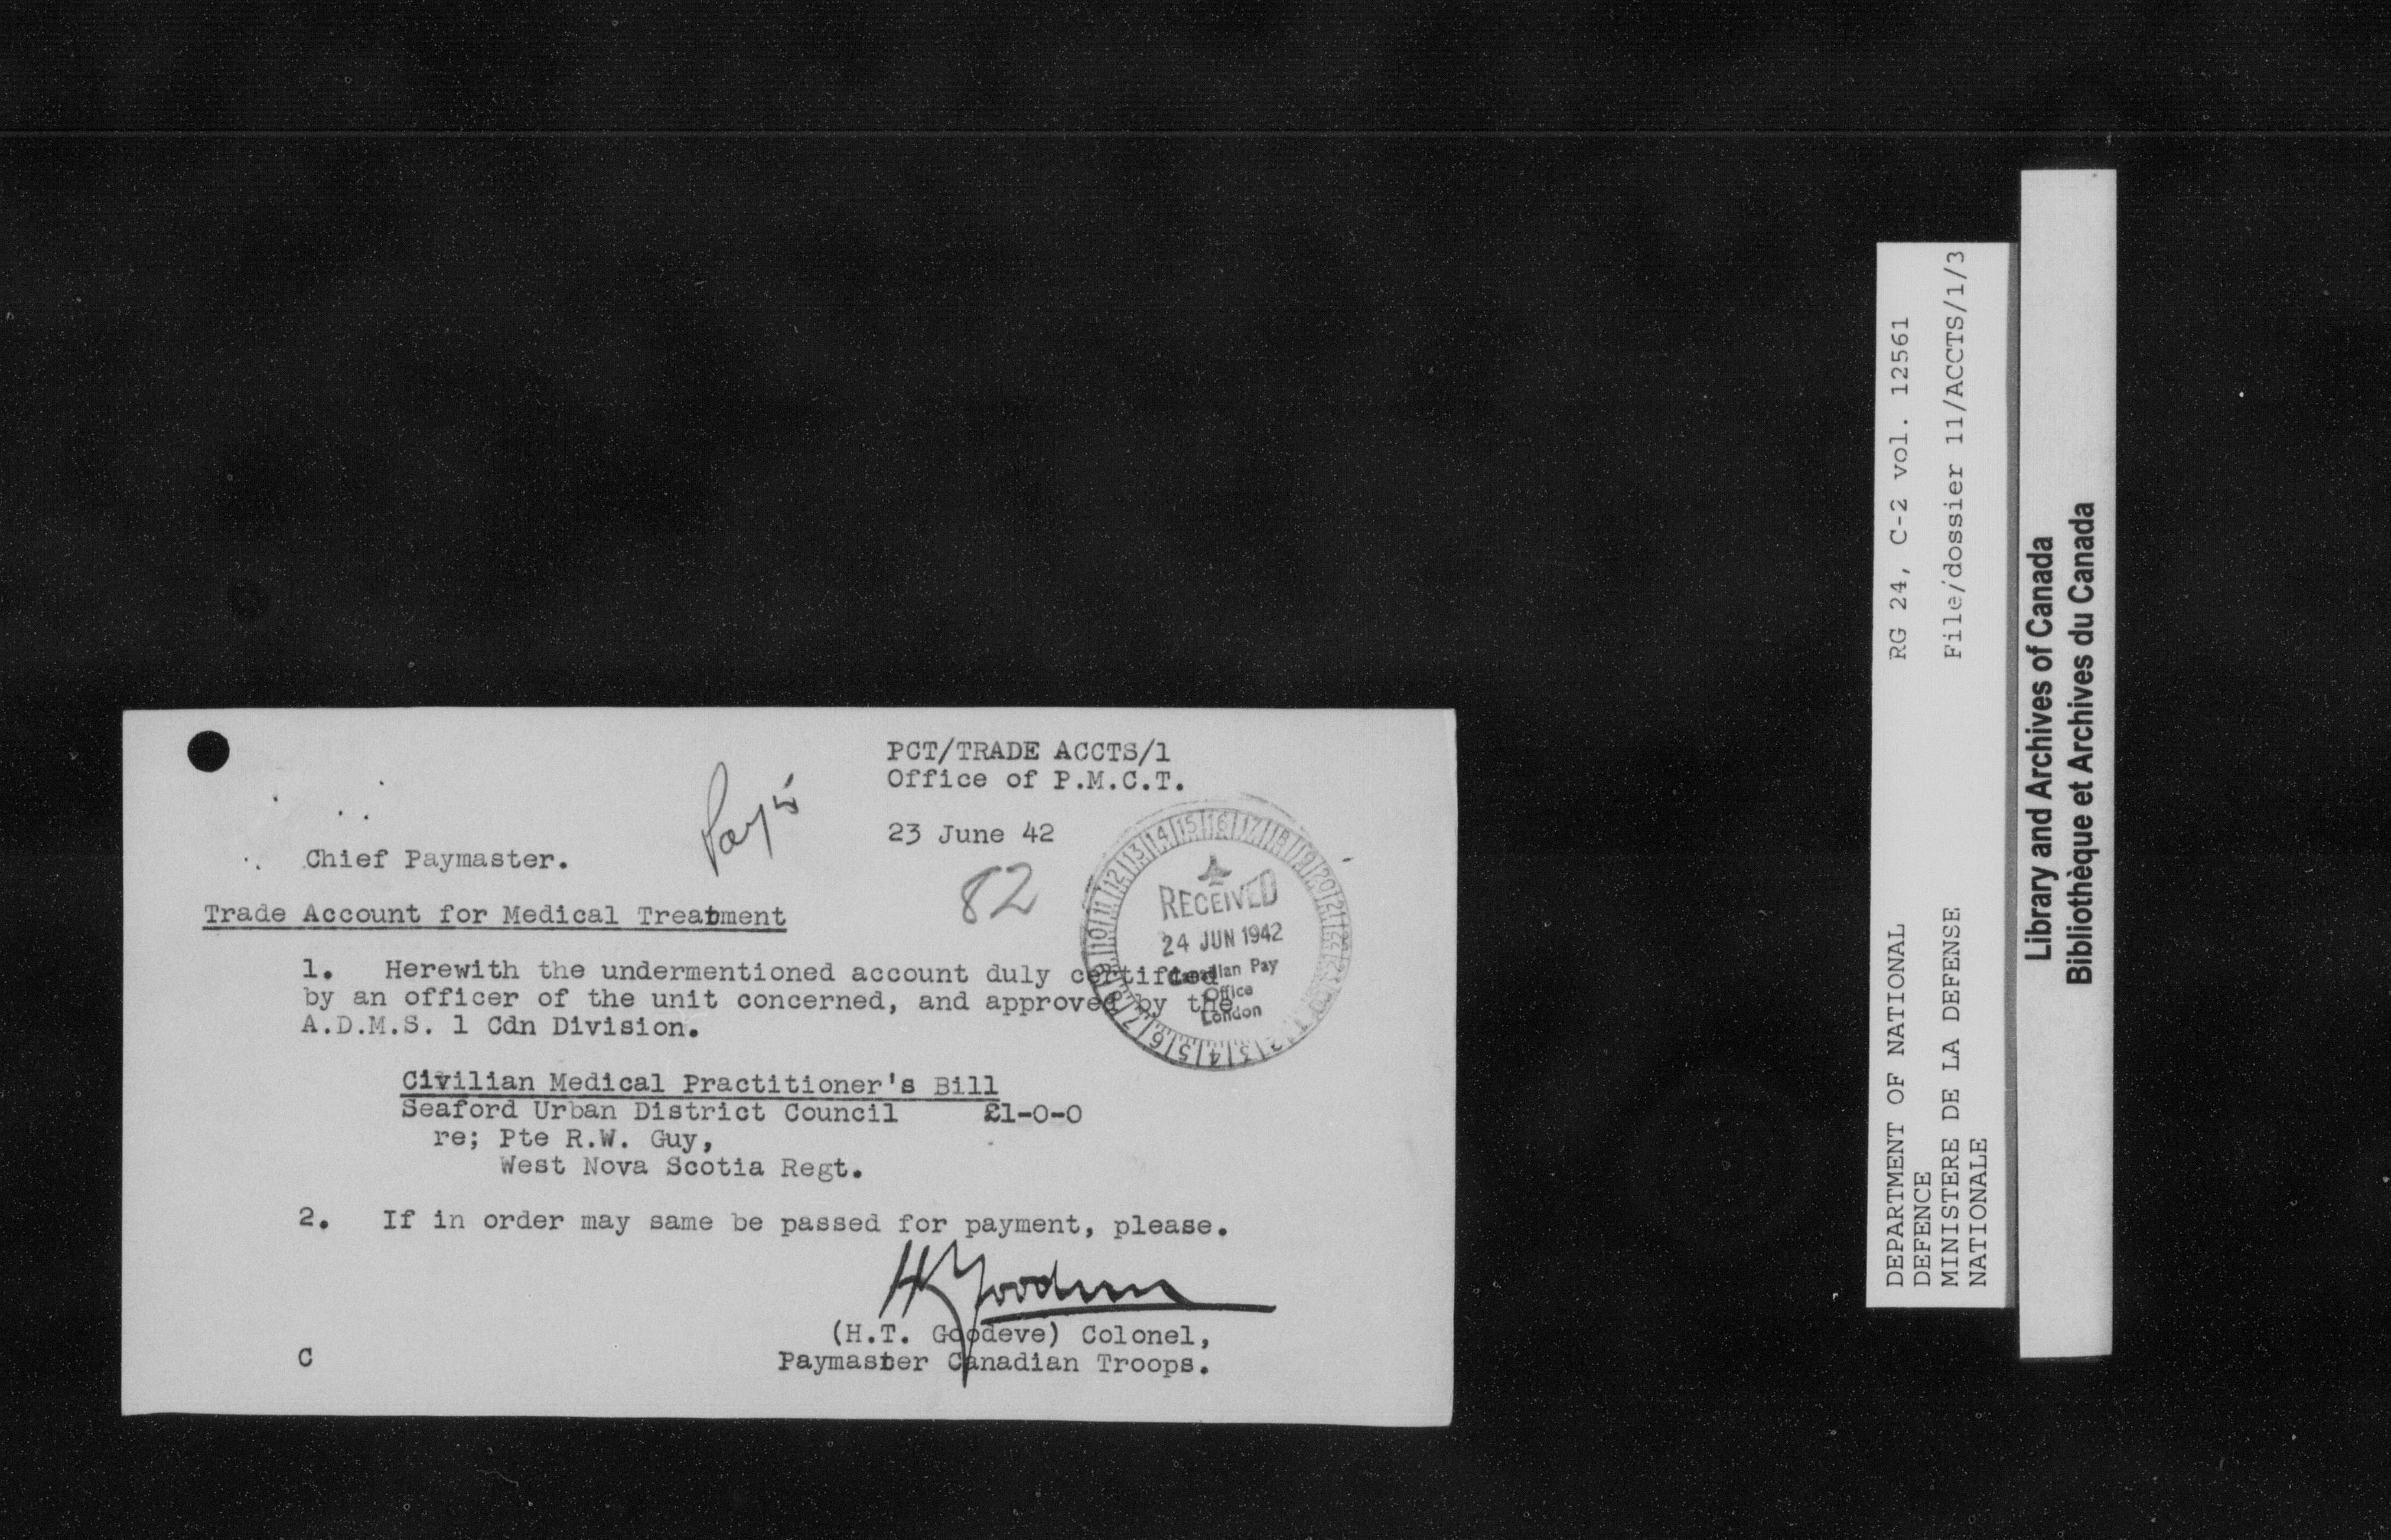 PCT/TRADE ACCTS/1
Office of P.M.C.T.
23 June 42
Chief Paymaster.
82
Trade Account for Medical Treatment
1. Herewith the undermentioned account duly certified
by an officer of the unit concerned, and approved by the
A.D.M.S. 1 Cdn Division.
RECEIVED
24 JUN 1942
Canadian Pay
Office
London
Civilian Medical Practitioner's Bill
Seaford Urban District Council £1-0-0
re; Pte R.W. Guy,
West Nova Scotia Regt.
2. If in order may same be passed for payment, please.
(H.T. Goodeve) Colonel,
C Paymaster Canadian Troops.
DEPARTMENT OF NATIONAL RG 24, C-2 vol. 12561
DEFENCE
MINISTERE DE LA DEFENSE File/dossier 11/ACCTS/1/3
NATIONALE
Library and Archives of Canada
Bibliothèque et Archives du Canada